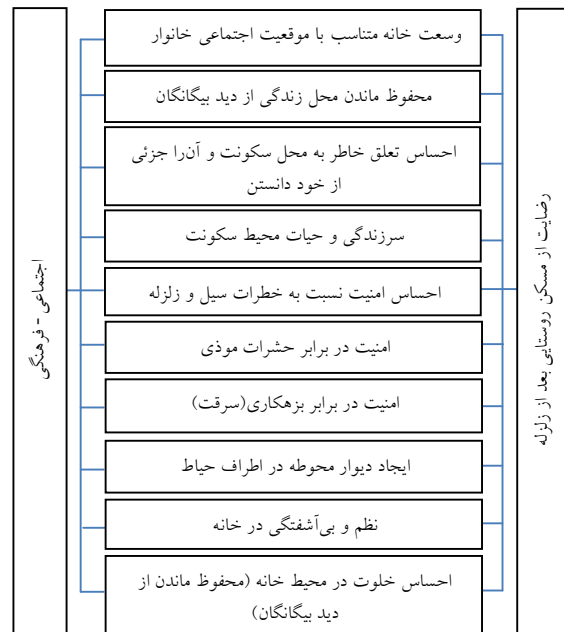 رضایت از مسکن روستایی بعد از زلزله
وسعت خانه متناسب با موقعیت اجتماعی خانوار
محفوظ ماندن محل زندگی از دید بیگانگان
احساس تعلق خاطر به محل سکونت و آن‌را جزئی
از خود دانستن
سرزندگی و حیات محیط سکونت
احساس امنیت نسبت به خطرات سیل و زلزله
امنیت در برابر حشرات موذی
امنیت در برابر بزهکاری(سرقت)
ایجاد دیوار محوطه در اطراف حیاط
نظم و بی‌آشفتگی در خانه
احساس خلوت در محیط خانه (محفوظ ماندن از
دید بیگانگان)
اجتماعی - فرهنگی